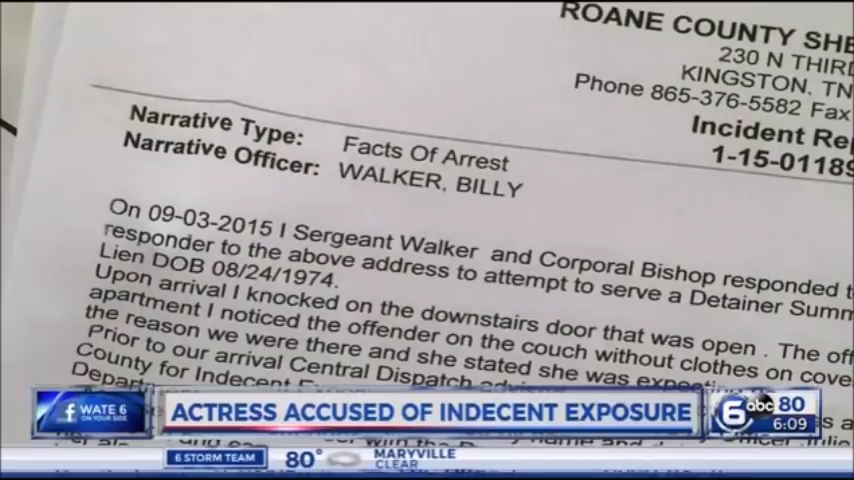 ROANE COUNTY SHE
230 N THIRD
KINGSTON, TN
Phone 865-376-5582 Fax
Incident Rep
1-15-01189
Narrative Type: Facts Of Arrest
Narrative Officer: WALKER, BILLY
On 09-03-2015 I Sergeant Walker and Corporal Bishop responded t
responder to the above address to attempt to serve a Detainer Summ
Lien DOB 08/24/1974.
Upon arrival I knocked on the downstairs door that was open . The off
apartment I noticed the offender on the couch without clothes on cove
the reason we were there and she stated she was expecting
Prior to our arrival Central Dispatch
County for Indecent
Department
f WATE 6
ON YOUR SIDE
ACTRESS ACCUSED OF INDECENT EXPOSURE
6 abc 80
6:09
6 STORM TEAM 80° MARYVILLE
CLEAR